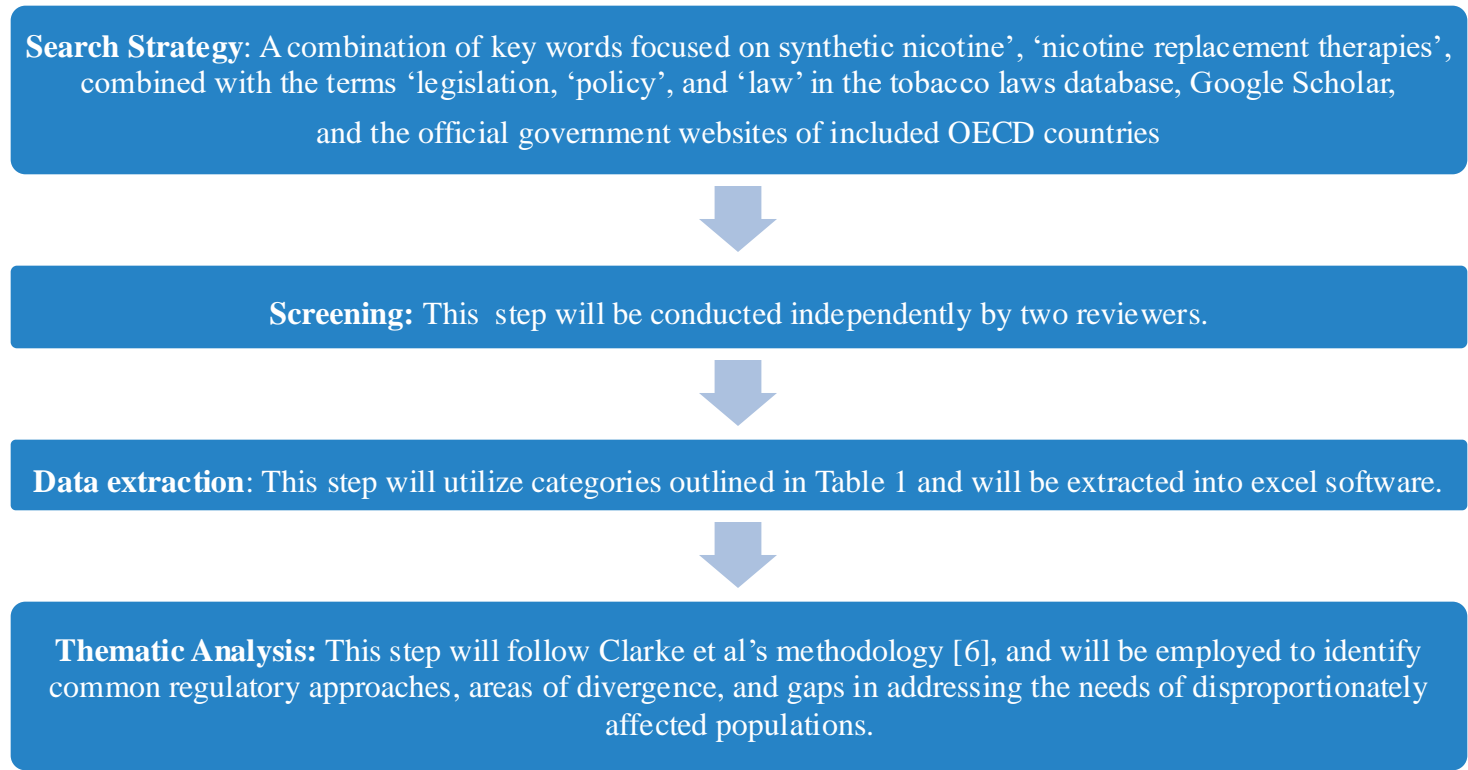 Search Strategy: A combination of key words focused on synthetic nicotine’, ‘nicotine replacement therapies’,
combined with the terms ‘legislation, ‘policy’, and ‘law’ in the tobacco laws database, Google Scholar,
and the official government websites of included OECD countries
Screening: This step will be conducted independently by two reviewers.
Data extraction: This step will utilize categories outlined in Table 1 and will be extracted into excel software.
Thematic Analysis: This step will follow Clarke et al’s methodology [6], and will be employed to identify
common regulatory approaches, areas of divergence, and gaps in addressing the needs of disproportionately
affected populations.